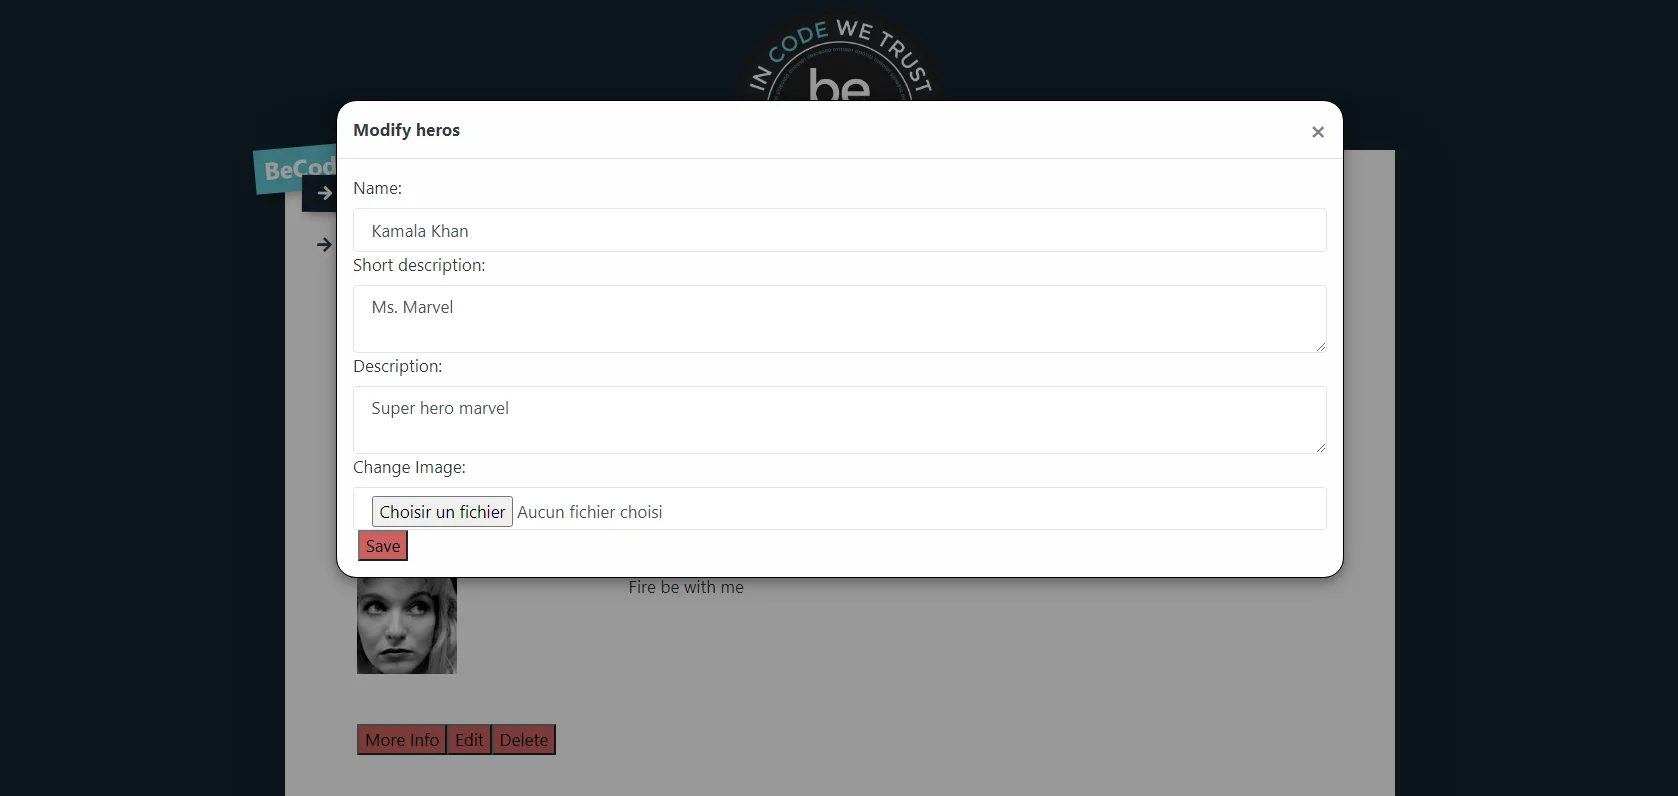 IN CODE WE TRUST
be
BeCod
Modify heros
×
Name:
Kamala Khan
Short description:
Ms. Marvel
Description:
Super hero marvel
Change Image:
Choisir un fichier Aucun fichier choisi
Save
Fire be with me
More Info Edit Delete